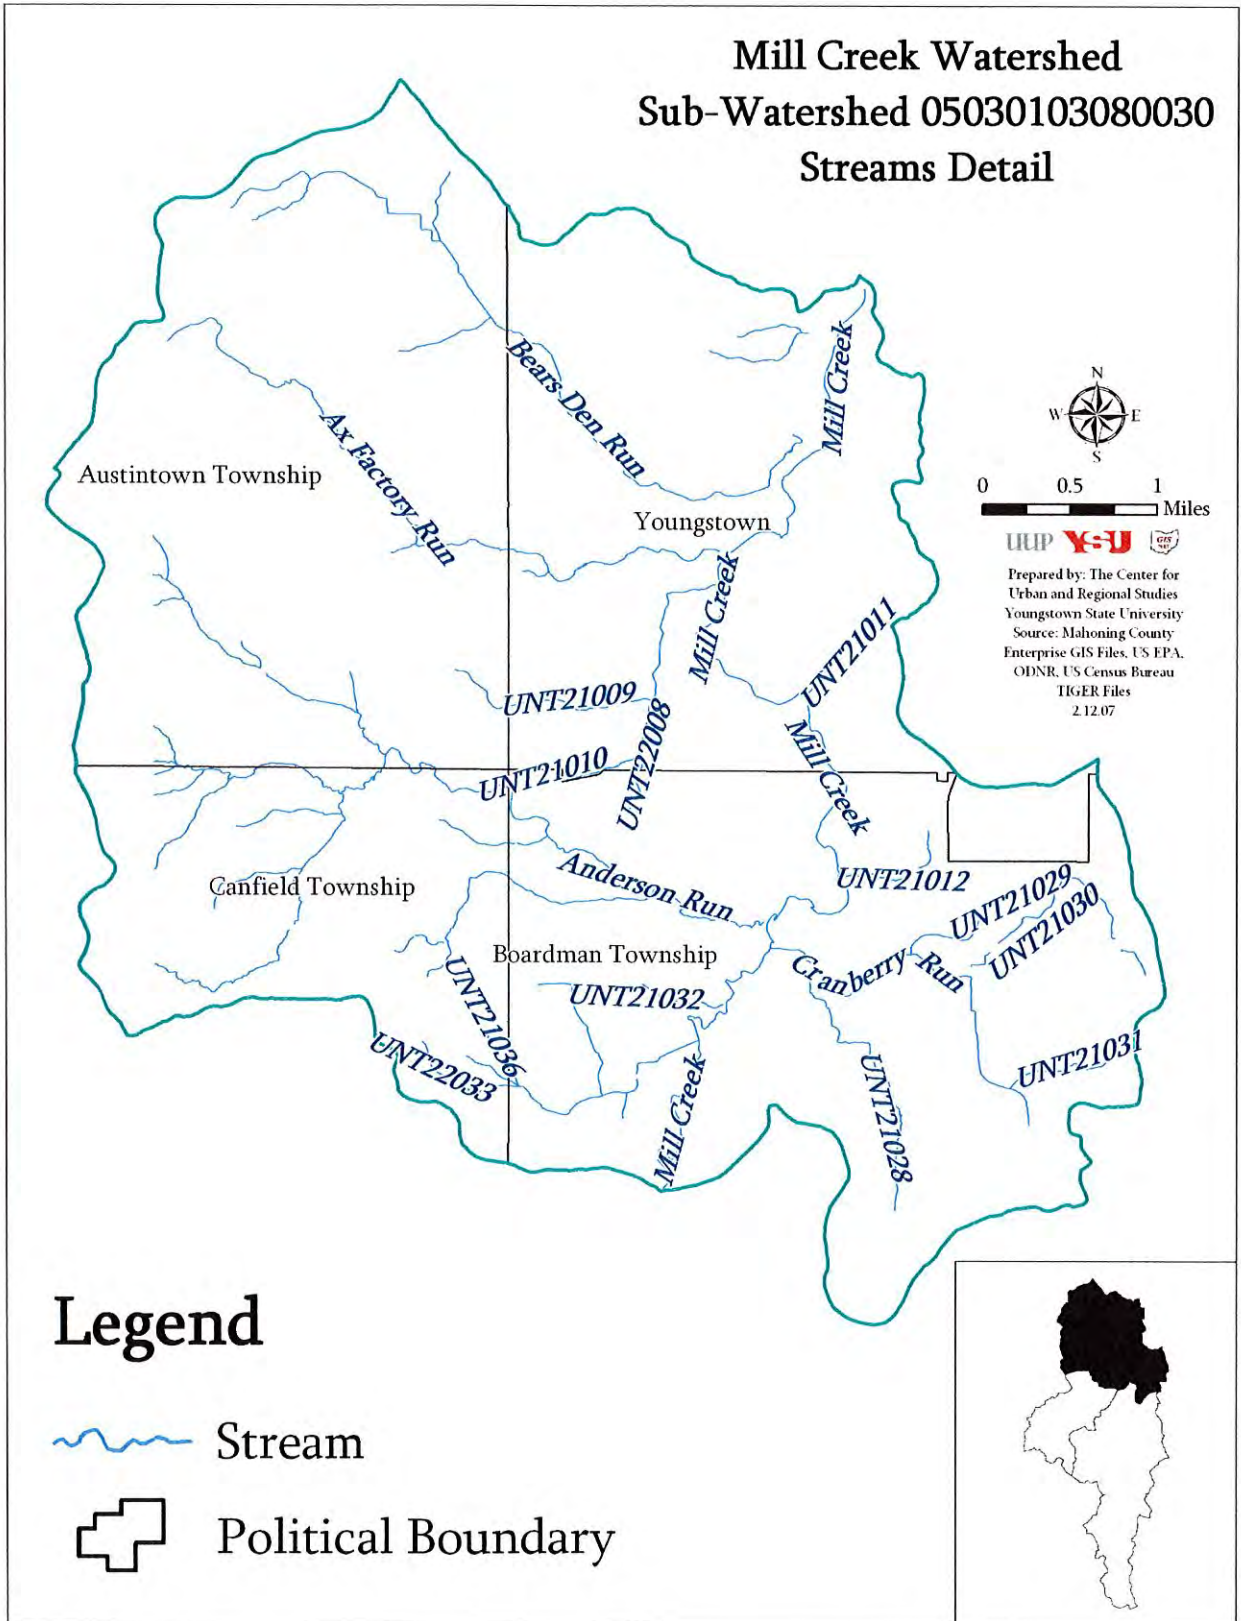 Mill Creek Watershed
Sub-Watershed 05030103080030
Streams Detail
N
W
E
S
0 0.5 1
Miles
UUP YSU GIS
Prepared by: The Center for
Urban and Regional Studies
Youngstown State University
Source: Mahoning County
Enterprise GIS Files, US EPA,
ODNR, US Census Bureau
TIGER Files
2.12.07
Mill Creek
Bears Den Run
Ax Factory Run
Austintown Township
Youngstown
Mill Creek
UNT21011
UNT21009
UNT22008
Mill Creek
UNT21010
Anderson Run
UNT21012
Canfield Township
UNT21029
UNT21030
Boardman Township
Cranberry Run
UNT21032
UNT21036
UNT22033
Mill Creek
UNT21028
UNT21031
Legend
Stream
Political Boundary